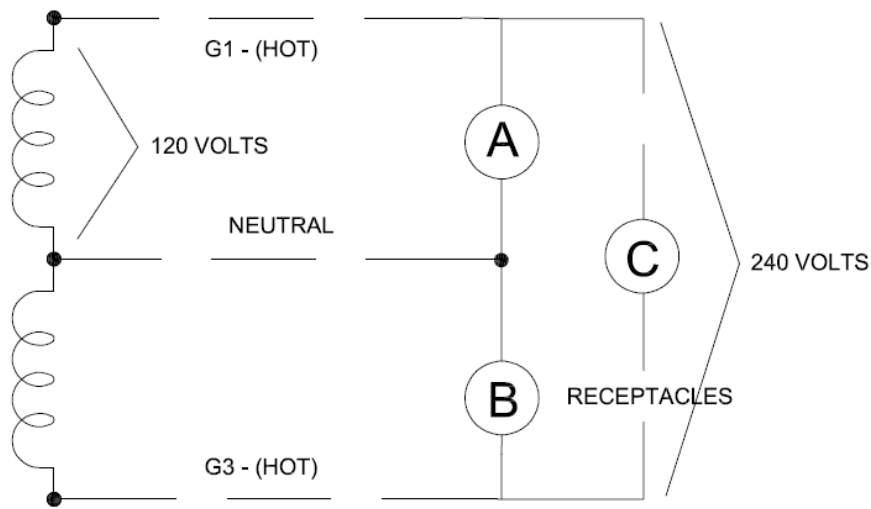 G1 - (HOT)
A
120 VOLTS
NEUTRAL
C
240 VOLTS
B
RECEPTACLES
G3 - (HOT)